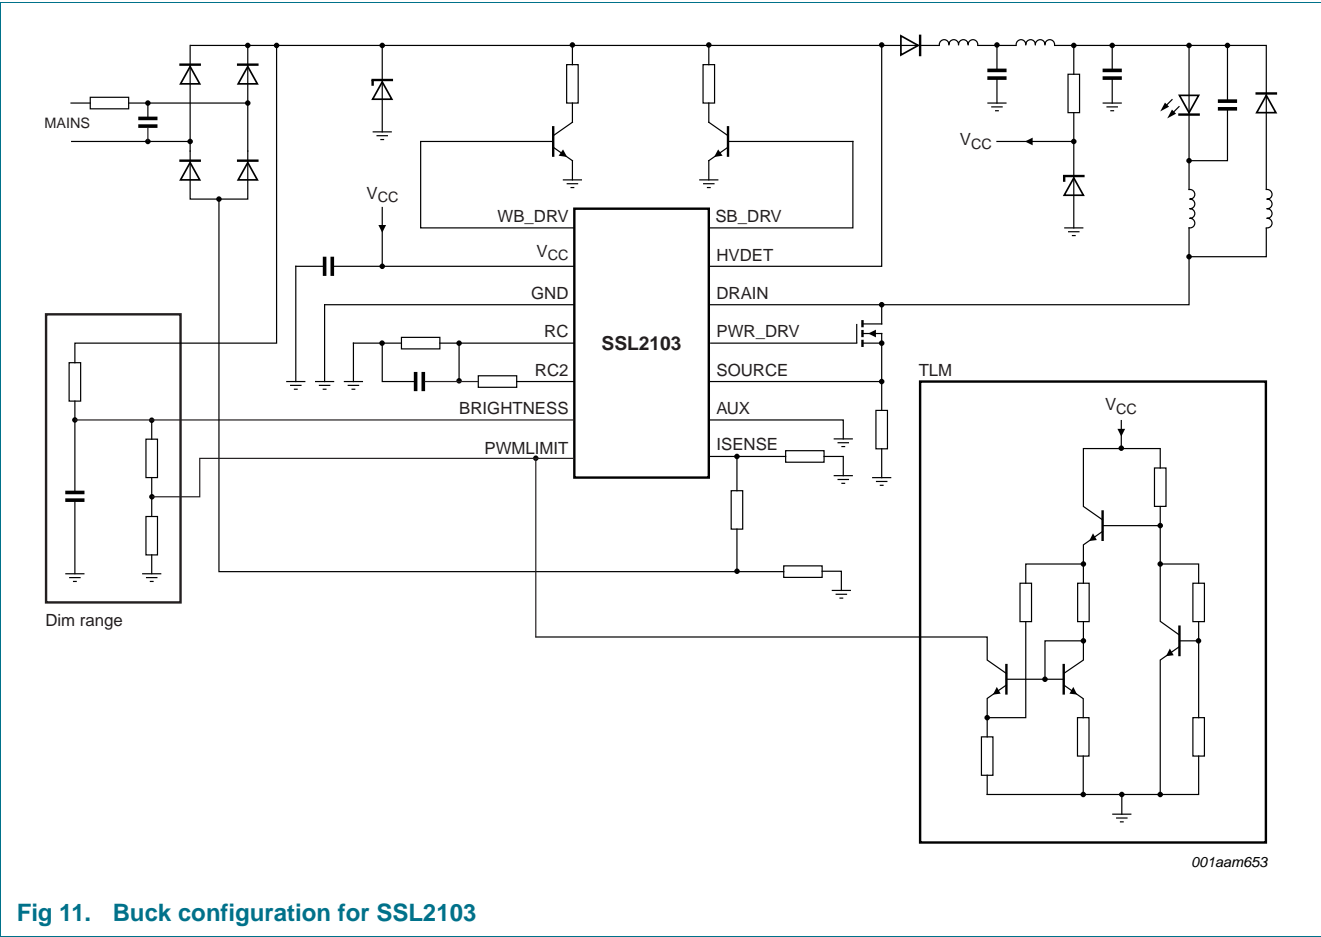 MAINS
VCC
VCC
WB_DRV
SB_DRV
VCC
HVDET
GND
DRAIN
RC
PWR_DRV
SSL2103
RC2
SOURCE
BRIGHTNESS
AUX
PWMLIMIT
ISENSE
TLM
VCC
Dim range
001aam653
Fig 11. Buck configuration for SSL2103